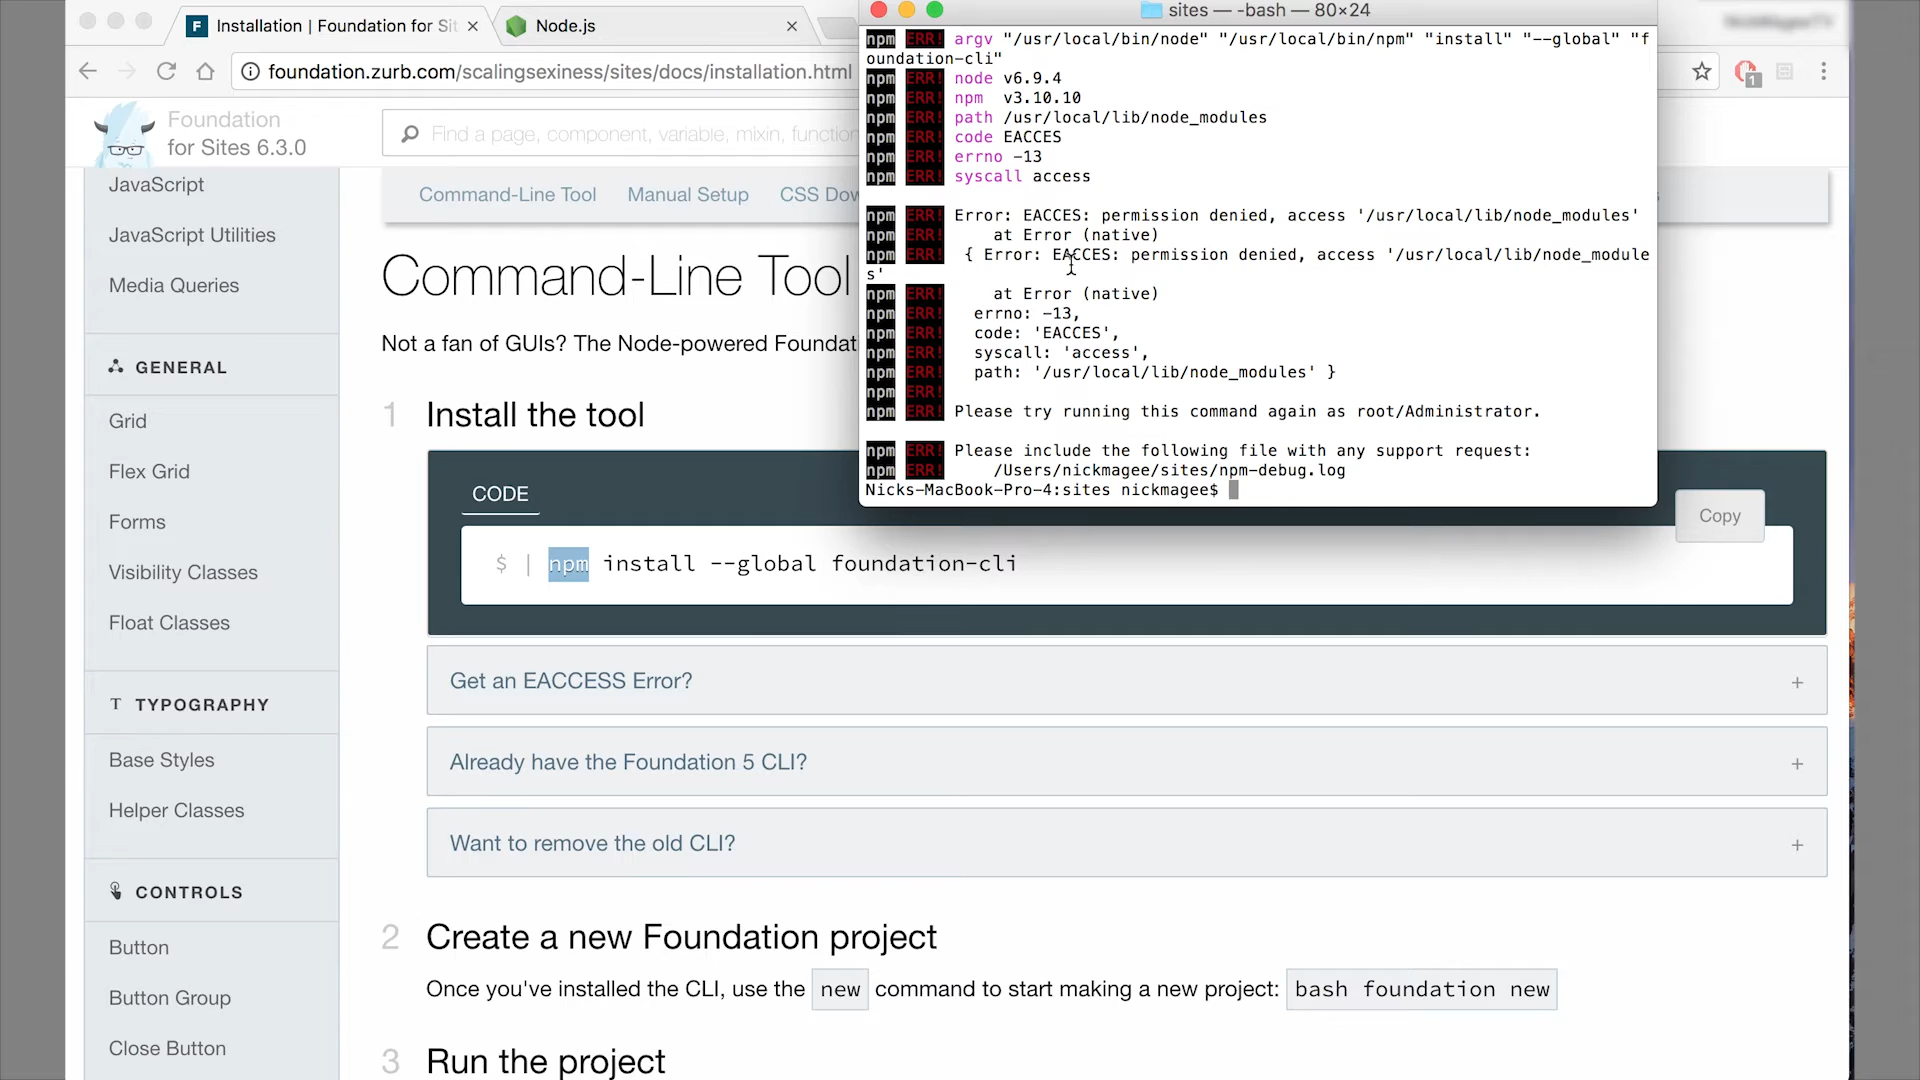 Installation | Foundation for Sit
Node.js
foundation.zurb.com/scalingsexiness/sites/docs/installation.html
1
Foundation
for Sites 6.3.0
Find a page, component, variable, mixin, function
JavaScript
JavaScript Utilities
Media Queries
GENERAL
Grid
Flex Grid
Forms
Visibility Classes
Float Classes
T TYPOGRAPHY
Base Styles
Helper Classes
CONTROLS
Button
Button Group
Close Button
Command-Line Tool Manual Setup CSS Dow
Command-Line Tool
Not a fan of GUIs? The Node-powered Foundat
1 Install the tool
CODE
Copy
$ | npm install --global foundation-cli
Get an EACCESS Error? +
Already have the Foundation 5 CLI? +
Want to remove the old CLI? +
2 Create a new Foundation project
Once you've installed the CLI, use the new command to start making a new project: bash foundation new
3 Run the project
sites — -bash — 80×24
npm ERR! argv "/usr/local/bin/node" "/usr/local/bin/npm" "install" "--global" "f
oundation-cli"
npm ERR! node v6.9.4
npm ERR! npm v3.10.10
npm ERR! path /usr/local/lib/node_modules
npm ERR! code EACCES
npm ERR! errno -13
npm ERR! syscall access
npm ERR! Error: EACCES: permission denied, access '/usr/local/lib/node_modules'
npm ERR! at Error (native)
npm ERR! { Error: EACCES: permission denied, access '/usr/local/lib/node_module
s'
npm ERR! at Error (native)
npm ERR! errno: -13,
npm ERR! code: 'EACCES',
npm ERR! syscall: 'access',
npm ERR! path: '/usr/local/lib/node_modules' }
npm ERR!
npm ERR! Please try running this command again as root/Administrator.
npm ERR! Please include the following file with any support request:
npm ERR! /Users/nickmagee/sites/npm-debug.log
Nicks-MacBook-Pro-4:sites nickmagee$